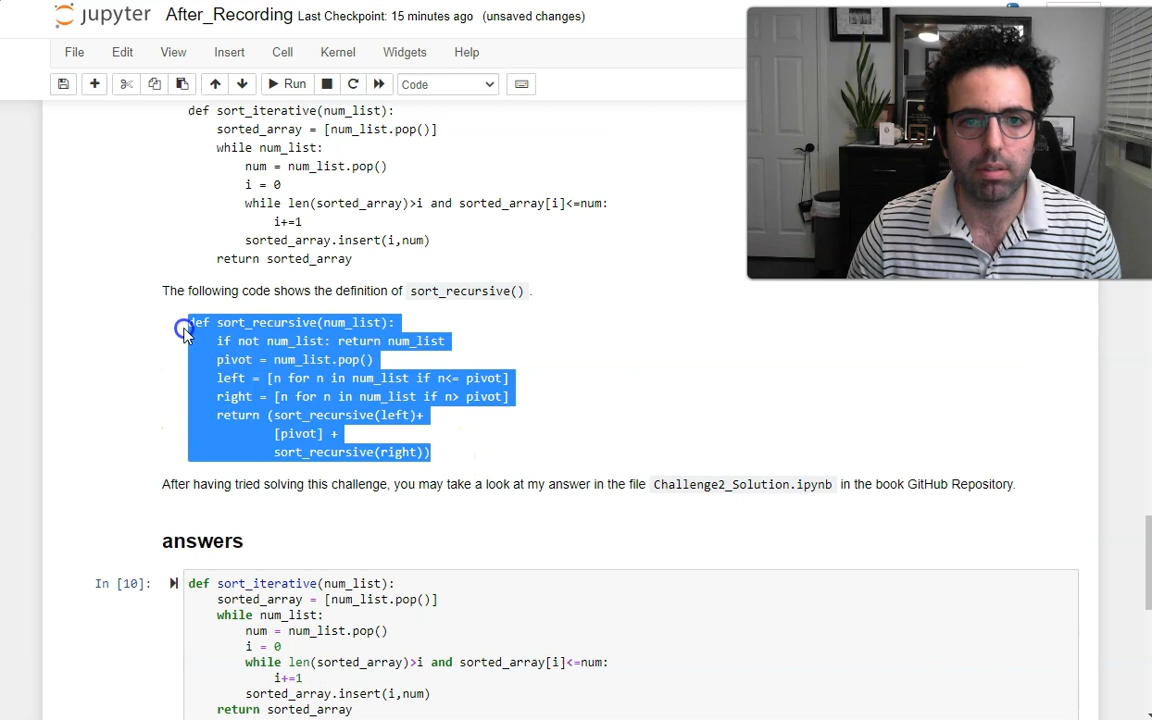 jupyter After_Recording Last Checkpoint: 15 minutes ago (unsaved changes)
File Edit View Insert Cell Kernel Widgets Help
Run Code
def sort_iterative(num_list):
sorted_array = [num_list.pop()]
while num_list:
num = num_list.pop()
i = 0
while len(sorted_array)>i and sorted_array[i]<=num:
i+=1
sorted_array.insert(i,num)
return sorted_array
The following code shows the definition of sort_recursive() .
def sort_recursive(num_list):
if not num_list: return num_list
pivot = num_list.pop()
left = [n for n in num_list if n<= pivot]
right = [n for n in num_list if n> pivot]
return (sort_recursive(left)+
[pivot] +
sort_recursive(right))
After having tried solving this challenge, you may take a look at my answer in the file Challenge2_Solution.ipynb in the book GitHub Repository.
answers
In [10]: def sort_iterative(num_list):
sorted_array = [num_list.pop()]
while num_list:
num = num_list.pop()
i = 0
while len(sorted_array)>i and sorted_array[i]<=num:
i+=1
sorted_array.insert(i,num)
return sorted_array